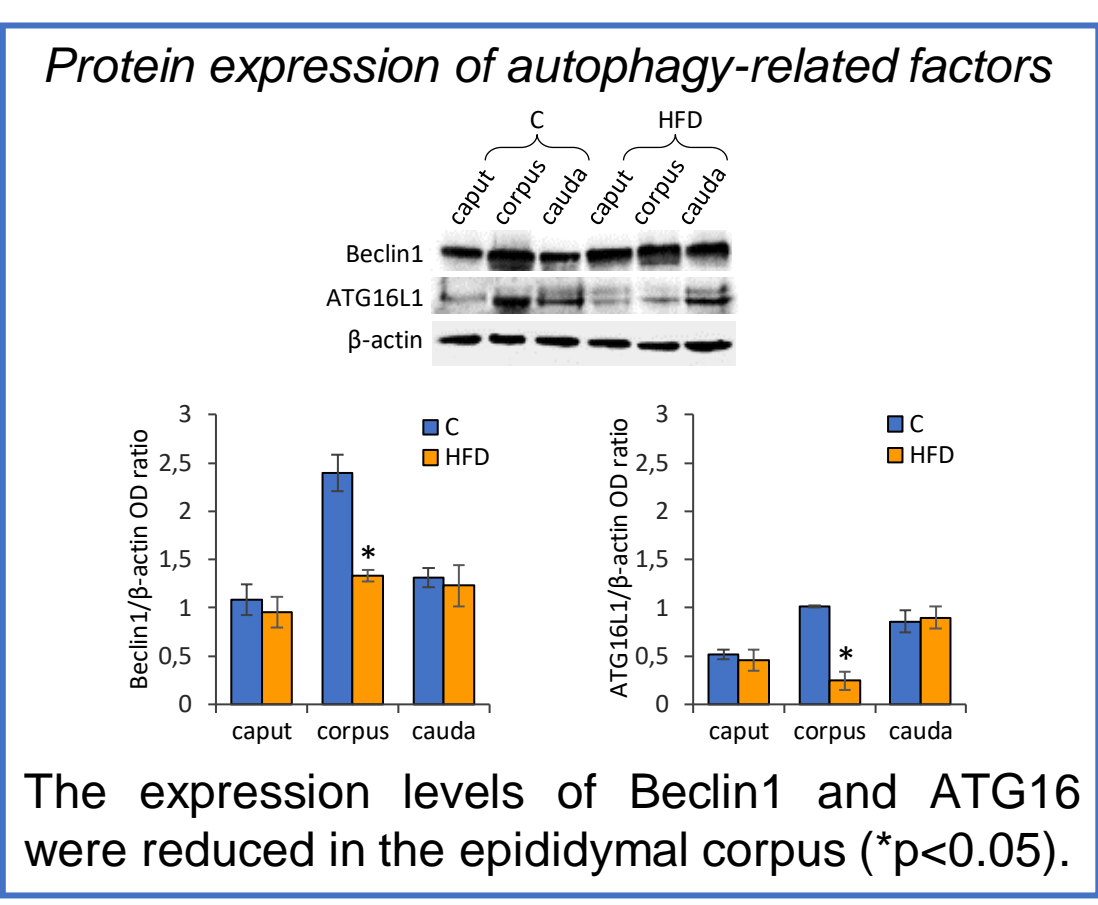 Protein expression of autophagy-related factors
C HFD
caput corpus cauda caput corpus cauda
Beclin1
ATG16L1
β-actin
Beclin1/β-actin OD ratio
3
2,5
2
1,5
1
0,5
0
C
HFD
*
caput corpus cauda
ATG16L1/β-actin OD ratio
3
2,5
2
1,5
1
0,5
0
C
HFD
*
caput corpus cauda
The expression levels of Beclin1 and ATG16
were reduced in the epididymal corpus (*p<0.05).